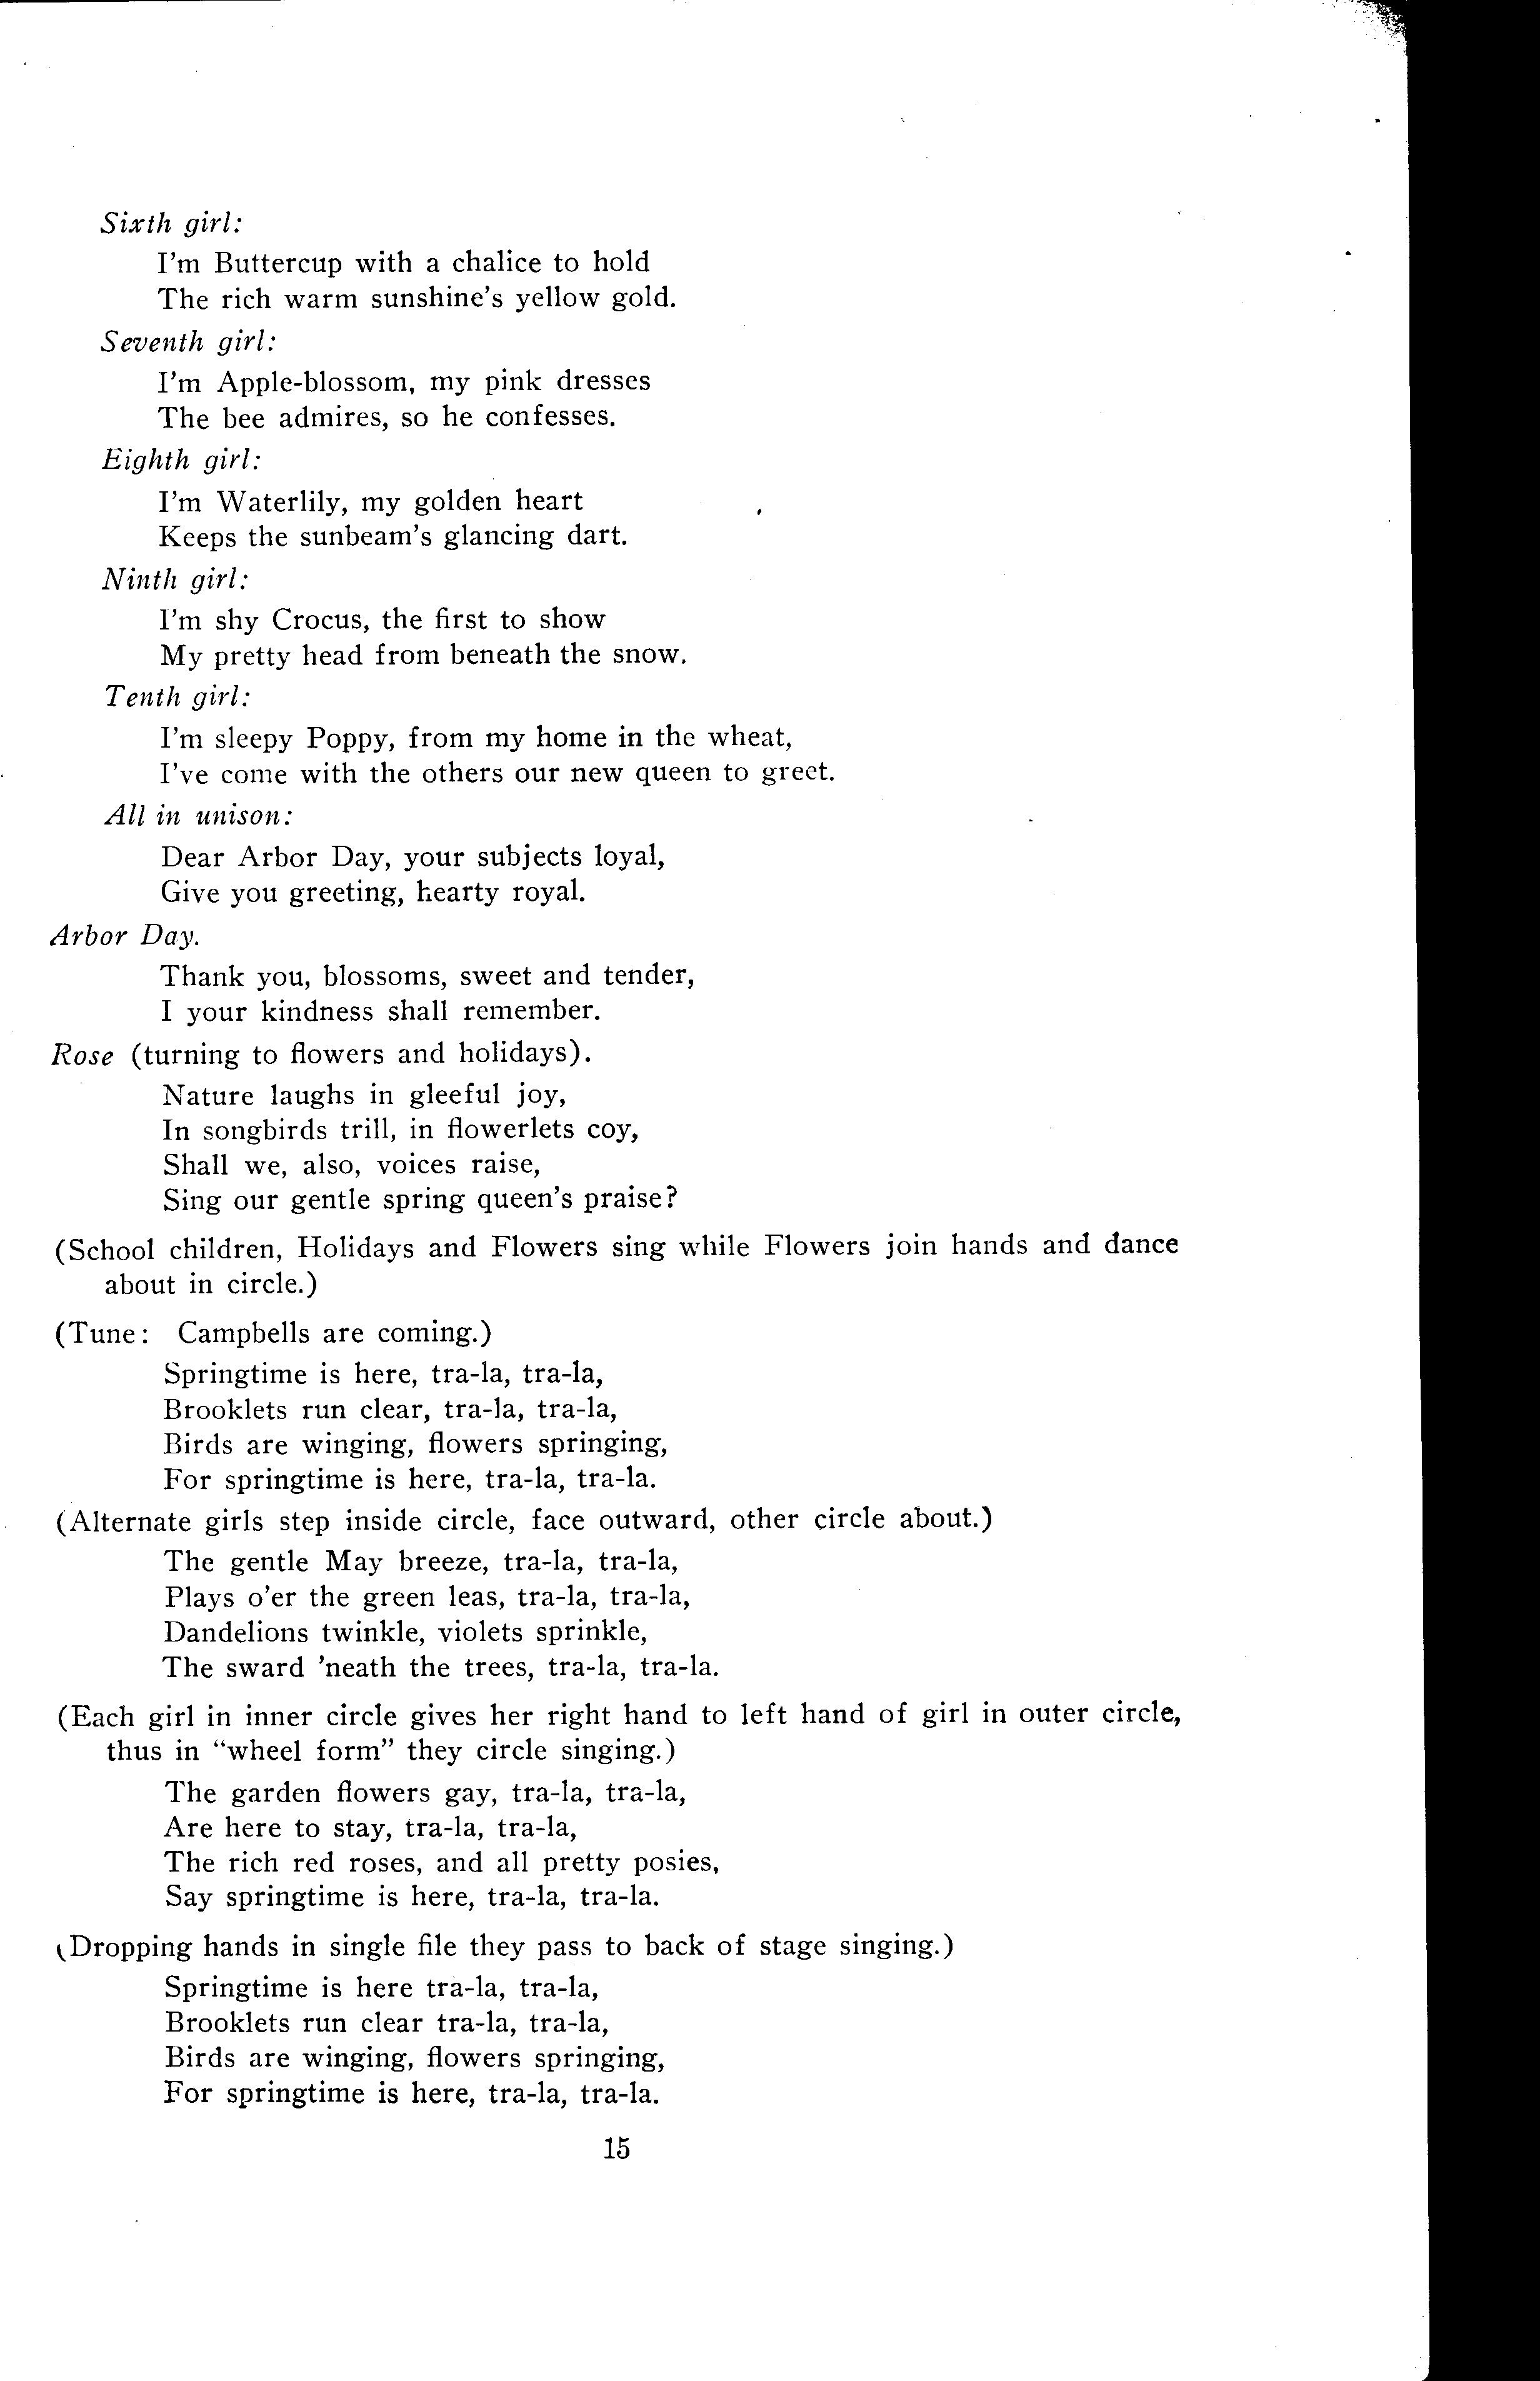 Sixth girl:
I'm Buttercup with a chalice to hold
The rich warm sunshine's yellow gold.
Seventh girl:
I'm Apple-blossom, my pink dresses
The bee admires, so he confesses.
Eighth girl:
I'm Waterlily, my golden heart
Keeps the sunbeam's glancing dart.
Ninth girl:
I'm shy Crocus, the first to show
My pretty head from beneath the snow.
Tenth girl:
I'm sleepy Poppy, from my home in the wheat,
I've come with the others our new queen to greet.
All in unison:
Dear Arbor Day, your subjects loyal,
Give you greeting, hearty royal.
Arbor Day.
Thank you, blossoms, sweet and tender,
I your kindness shall remember.
Rose (turning to flowers and holidays).
Nature laughs in gleeful joy,
In songbirds trill, in flowerlets coy,
Shall we, also, voices raise,
Sing our gentle spring queen's praise?
(School children, Holidays and Flowers sing while Flowers join hands and dance
about in circle.)
(Tune: Campbells are coming.)
Springtime is here, tra-la, tra-la,
Brooklets run clear, tra-la, tra-la,
Birds are winging, flowers springing,
For springtime is here, tra-la, tra-la.
(Alternate girls step inside circle, face outward, other circle about.)
The gentle May breeze, tra-la, tra-la,
Plays o'er the green leas, tra-la, tra-la,
Dandelions twinkle, violets sprinkle,
The sward 'neath the trees, tra-la, tra-la.
(Each girl in inner circle gives her right hand to left hand of girl in outer circle,
thus in "wheel form" they circle singing.)
The garden flowers gay, tra-la, tra-la,
Are here to stay, tra-la, tra-la,
The rich red roses, and all pretty posies,
Say springtime is here, tra-la, tra-la.
(Dropping hands in single file they pass to back of stage singing.)
Springtime is here tra-la, tra-la,
Brooklets run clear tra-la, tra-la,
Birds are winging, flowers springing,
For springtime is here, tra-la, tra-la.
15